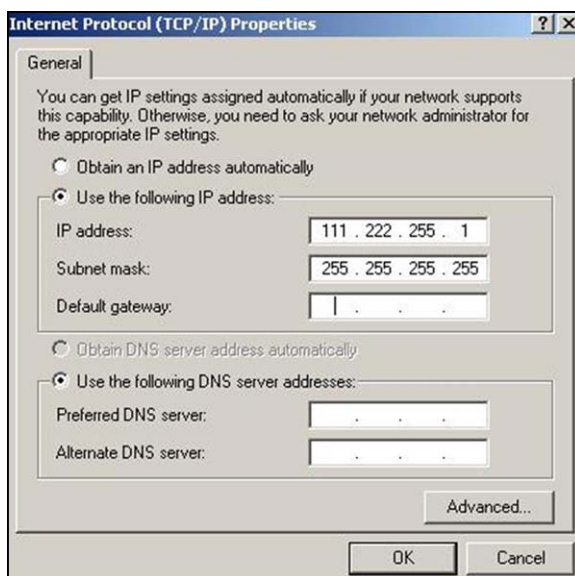 Internet Protocol (TCP/IP) Properties
General
You can get IP settings assigned automatically if your network supports
this capability. Otherwise, you need to ask your network administrator for
the appropriate IP settings.
Obtain an IP address automatically
Use the following IP address:
IP address: 111 . 222 . 255 . 1
Subnet mask: 255 . 255 . 255 . 255
Default gateway: . . .
Obtain DNS server address automatically
Use the following DNS server addresses:
Preferred DNS server: . . .
Alternate DNS server: . . .
Advanced...
OK Cancel